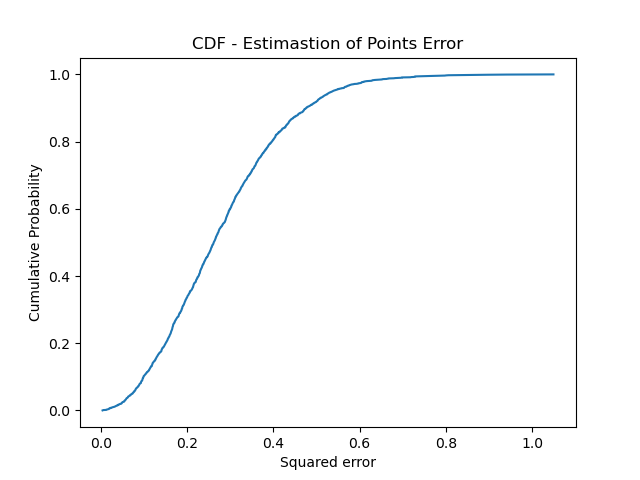 CDF - Estimastion of Points Error
1.0
0.8
0.6
0.4
0.2
0.0
Cumulative Probability
0.0 0.2 0.4 0.6 0.8 1.0
Squared error